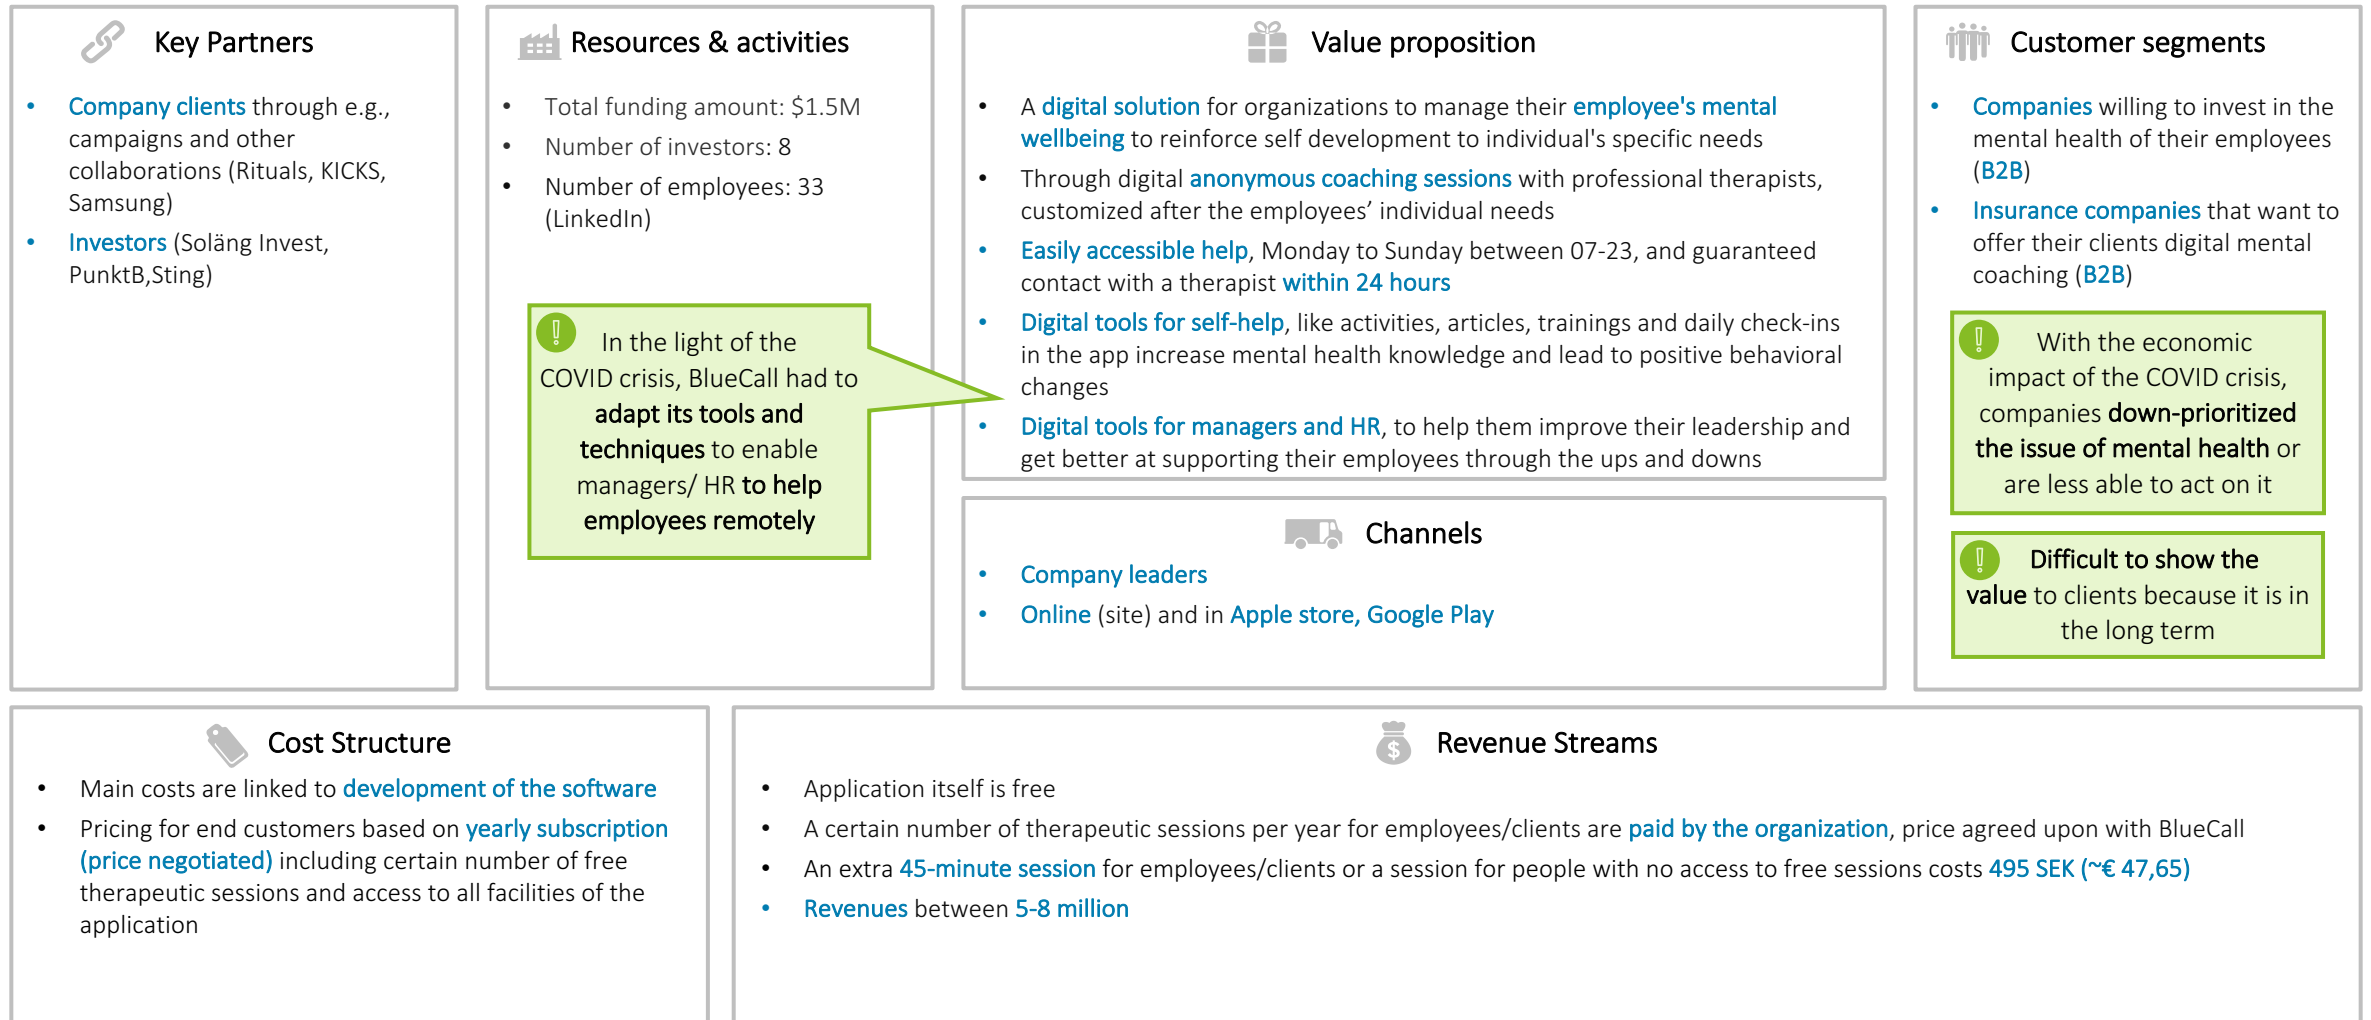 Key Partners
• Company clients through e.g.,
campaigns and other
collaborations (Rituals, KICKS,
Samsung)
• Investors (Soläng Invest,
PunktB,Sting)
Resources & activities
• Total funding amount: $1.5M
• Number of investors: 8
• Number of employees: 33
(LinkedIn)
In the light of the
COVID crisis, BlueCall had to
adapt its tools and
techniques to enable
managers/ HR to help
employees remotely
Value proposition
• A digital solution for organizations to manage their employee's mental
wellbeing to reinforce self development to individual's specific needs
• Through digital anonymous coaching sessions with professional therapists,
customized after the employees’ individual needs
• Easily accessible help, Monday to Sunday between 07-23, and guaranteed
contact with a therapist within 24 hours
• Digital tools for self-help, like activities, articles, trainings and daily check-ins
in the app increase mental health knowledge and lead to positive behavioral
changes
• Digital tools for managers and HR, to help them improve their leadership and
get better at supporting their employees through the ups and downs
Channels
• Company leaders
• Online (site) and in Apple store, Google Play
Customer segments
• Companies willing to invest in the
mental health of their employees
(B2B)
• Insurance companies that want to
offer their clients digital mental
coaching (B2B)
With the economic
impact of the COVID crisis,
companies down-prioritized
the issue of mental health or
are less able to act on it
Difficult to show the
value to clients because it is in
the long term
Cost Structure
• Main costs are linked to development of the software
• Pricing for end customers based on yearly subscription
(price negotiated) including certain number of free
therapeutic sessions and access to all facilities of the
application
Revenue Streams
• Application itself is free
• A certain number of therapeutic sessions per year for employees/clients are paid by the organization, price agreed upon with BlueCall
• An extra 45-minute session for employees/clients or a session for people with no access to free sessions costs 495 SEK (~€ 47,65)
• Revenues between 5-8 million